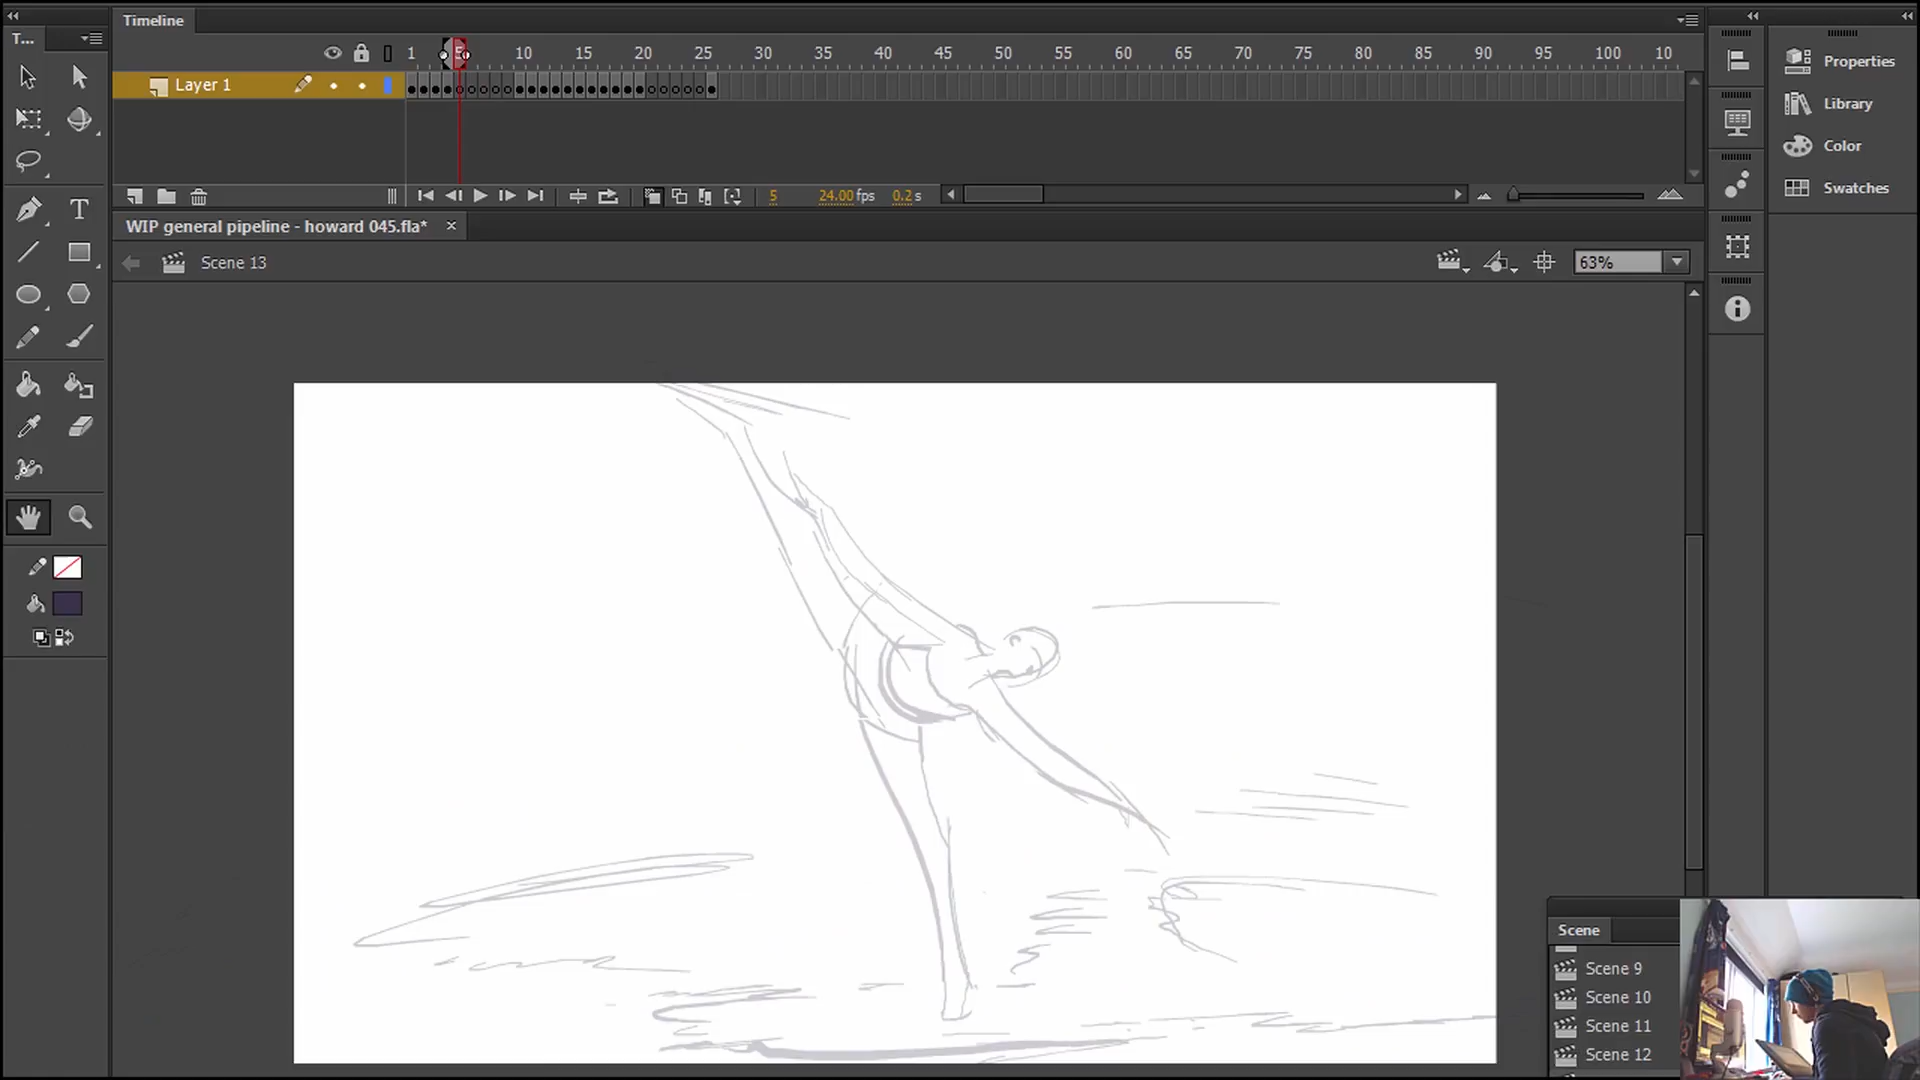 T...
Timeline
1 5 10 15 20 25 30 35 40 45 50 55 60 65 70 75 80 85 90 95 100 10
Layer 1
5 24.00 fps 0.2 s
WIP general pipeline - howard 045.fla* ×
Scene 13
63%
Properties
Library
Color
Swatches
T
Scene
Scene 9
Scene 10
Scene 11
Scene 12